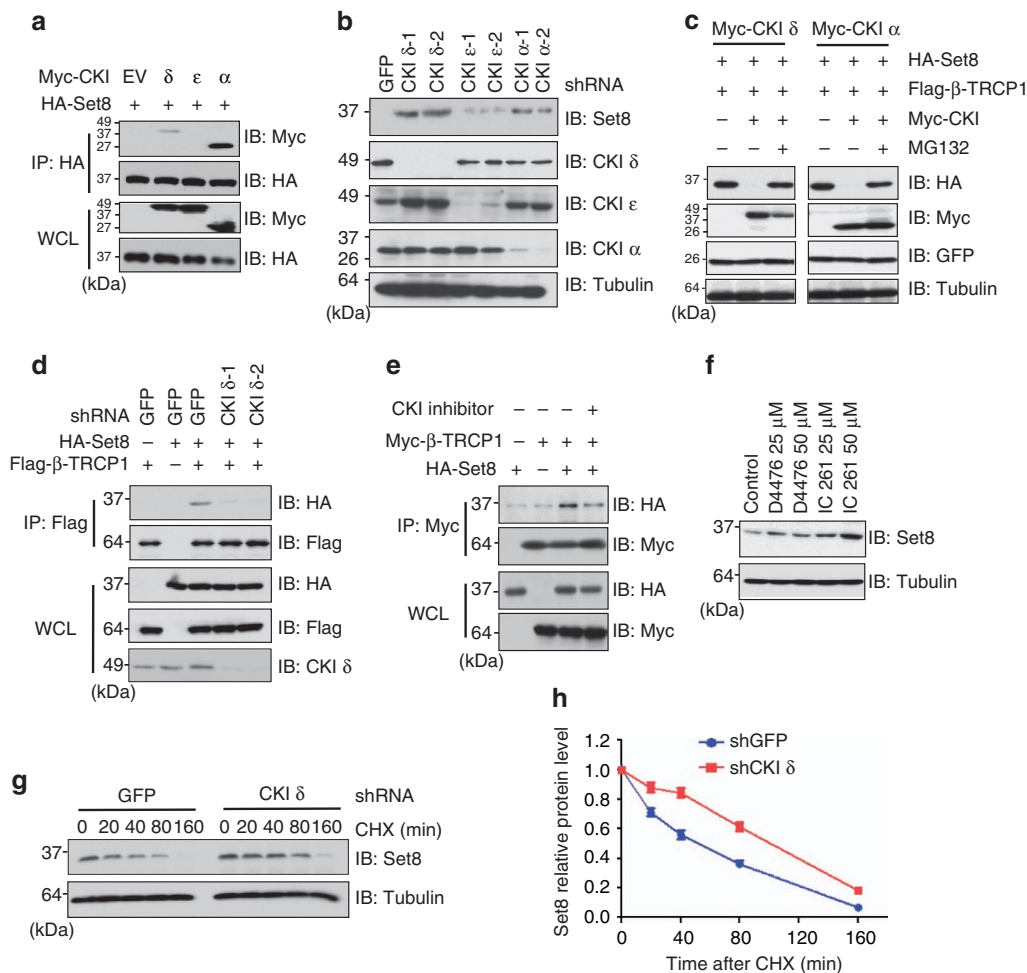 a
Myc-CKI EV δ ε α
HA-Set8 + + + +
IP: HA
49
37
27
IB: Myc
37
IB: HA
WCL
49
37
27
IB: Myc
37
IB: HA
(kDa)
b
GFP
CKI δ-1
CKI δ-2
CKI ε-1
CKI ε-2
CKI α-1
CKI α-2
shRNA
37
IB: Set8
49
IB: CKI δ
49
37
IB: CKI ε
37
26
IB: CKI α
64
IB: Tubulin
(kDa)
c
Myc-CKI δ Myc-CKI α
+ + + + + + HA-Set8
+ + + + + + Flag-β-TRCP1
– + + – + + Myc-CKI
– – + – – + MG132
37
IB: HA
49
37
26
IB: Myc
26
IB: GFP
64
IB: Tubulin
(kDa)
d
shRNA
GFP
GFP
GFP
CKI δ-1
CKI δ-2
HA-Set8 – + + + +
Flag-β-TRCP1 + – + + +
IP: Flag
37
IB: HA
64
IB: Flag
WCL
37
IB: HA
64
IB: Flag
49
IB: CKI δ
(kDa)
e
CKI inhibitor – – – +
Myc-β-TRCP1 – + + +
HA-Set8 + – + +
IP: Myc
37
IB: HA
64
IB: Myc
WCL
37
IB: HA
64
IB: Myc
(kDa)
f
Control
D4476 25 μM
D4476 50 μM
IC 261 25 μM
IC 261 50 μM
37
IB: Set8
64
IB: Tubulin
(kDa)
g
GFP CKI δ shRNA
0 20 40 80 160 0 20 40 80 160 CHX (min)
37
IB: Set8
64
IB: Tubulin
(kDa)
h
shGFP
shCKI δ
Set8 relative protein level
1.2
1.0
0.8
0.6
0.4
0.2
0.0
0 40 80 120 160
Time after CHX (min)